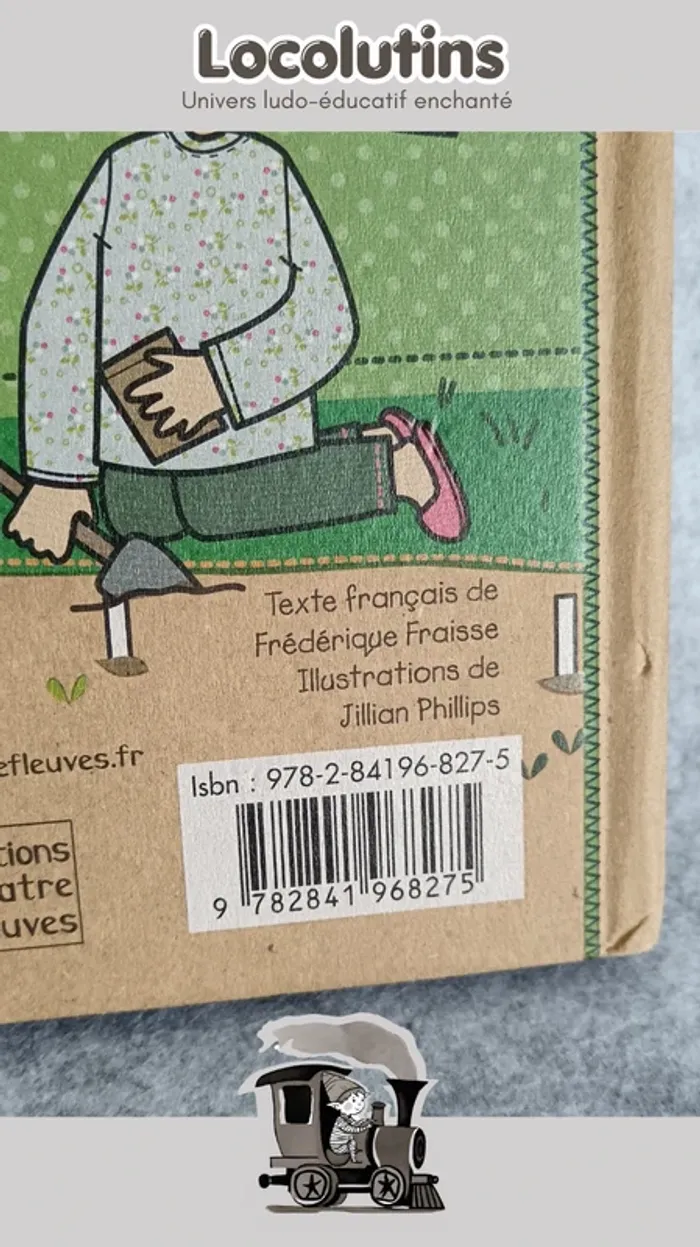 Locolutins
Univers ludo-éducatif enchanté
Texte français de
Frédérique Fraisse
Illustrations de
Jillian Phillips
efleuves.fr
Isbn : 978-2-84196-827-5
9 782841 968275
tions
atre
uves